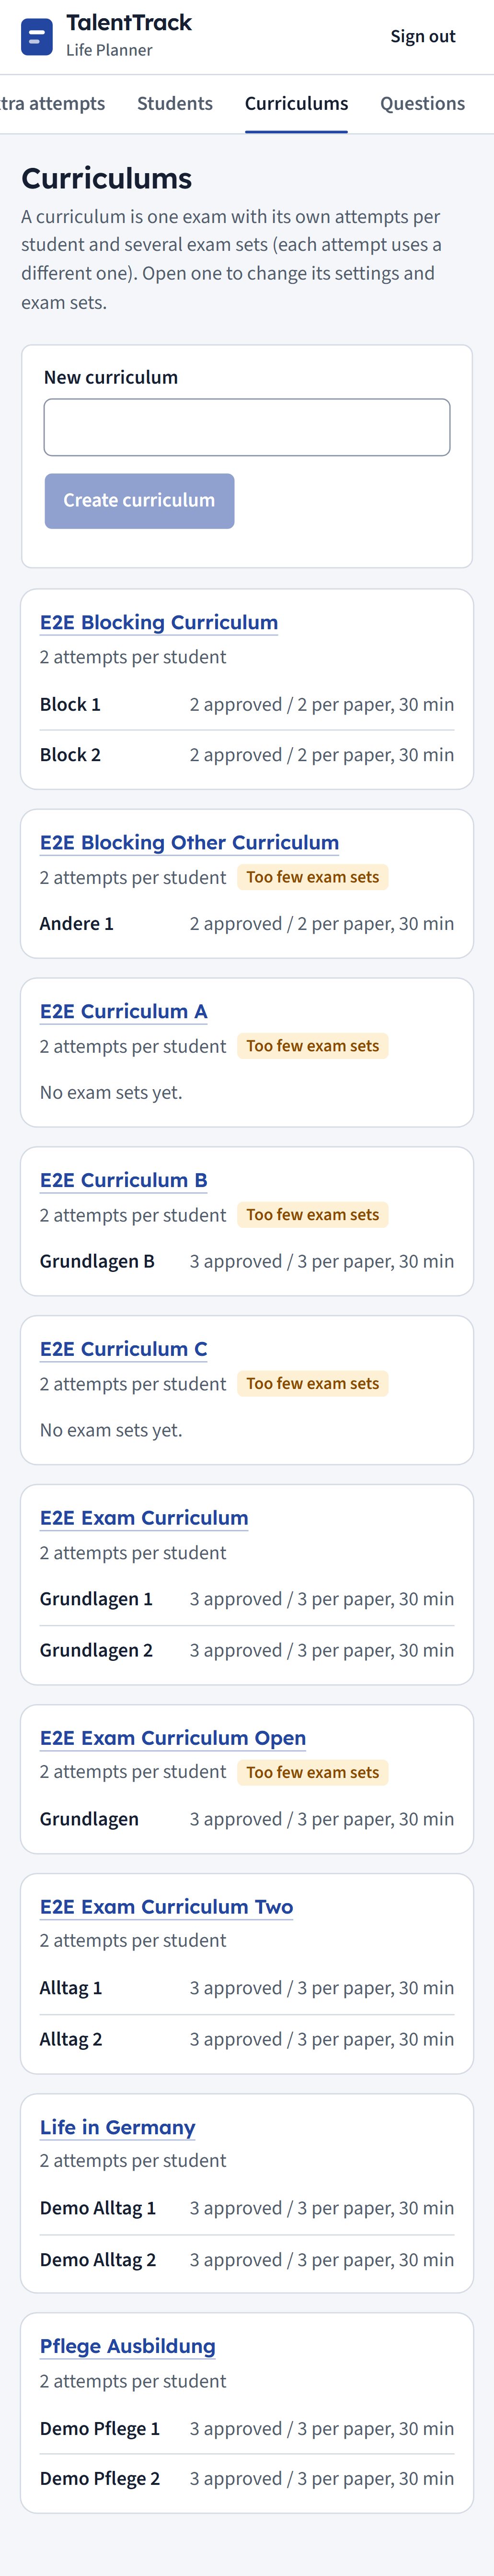 TalentTrack
Life Planner
Sign out
tra attempts
Students
Curriculums
Questions
Curriculums
A curriculum is one exam with its own attempts per
student and several exam sets (each attempt uses a
different one). Open one to change its settings and
exam sets.
New curriculum
Create curriculum
E2E Blocking Curriculum
2 attempts per student
Block 1 2 approved / 2 per paper, 30 min
Block 2 2 approved / 2 per paper, 30 min
E2E Blocking Other Curriculum
2 attempts per student Too few exam sets
Andere 1 2 approved / 2 per paper, 30 min
E2E Curriculum A
2 attempts per student Too few exam sets
No exam sets yet.
E2E Curriculum B
2 attempts per student Too few exam sets
Grundlagen B 3 approved / 3 per paper, 30 min
E2E Curriculum C
2 attempts per student Too few exam sets
No exam sets yet.
E2E Exam Curriculum
2 attempts per student
Grundlagen 1 3 approved / 3 per paper, 30 min
Grundlagen 2 3 approved / 3 per paper, 30 min
E2E Exam Curriculum Open
2 attempts per student Too few exam sets
Grundlagen 3 approved / 3 per paper, 30 min
E2E Exam Curriculum Two
2 attempts per student
Alltag 1 3 approved / 3 per paper, 30 min
Alltag 2 3 approved / 3 per paper, 30 min
Life in Germany
2 attempts per student
Demo Alltag 1 3 approved / 3 per paper, 30 min
Demo Alltag 2 3 approved / 3 per paper, 30 min
Pflege Ausbildung
2 attempts per student
Demo Pflege 1 3 approved / 3 per paper, 30 min
Demo Pflege 2 3 approved / 3 per paper, 30 min